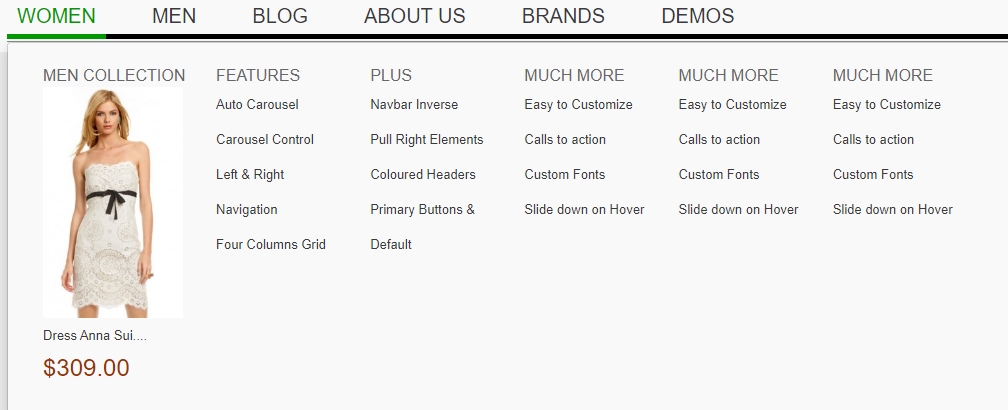 WOMEN MEN BLOG ABOUT US BRANDS DEMOS
MEN COLLECTION
Dress Anna Sui....
$309.00
FEATURES
Auto Carousel
Carousel Control
Left & Right
Navigation
Four Columns Grid
PLUS
Navbar Inverse
Pull Right Elements
Coloured Headers
Primary Buttons &
Default
MUCH MORE
Easy to Customize
Calls to action
Custom Fonts
Slide down on Hover
MUCH MORE
Easy to Customize
Calls to action
Custom Fonts
Slide down on Hover
MUCH MORE
Easy to Customize
Calls to action
Custom Fonts
Slide down on Hover